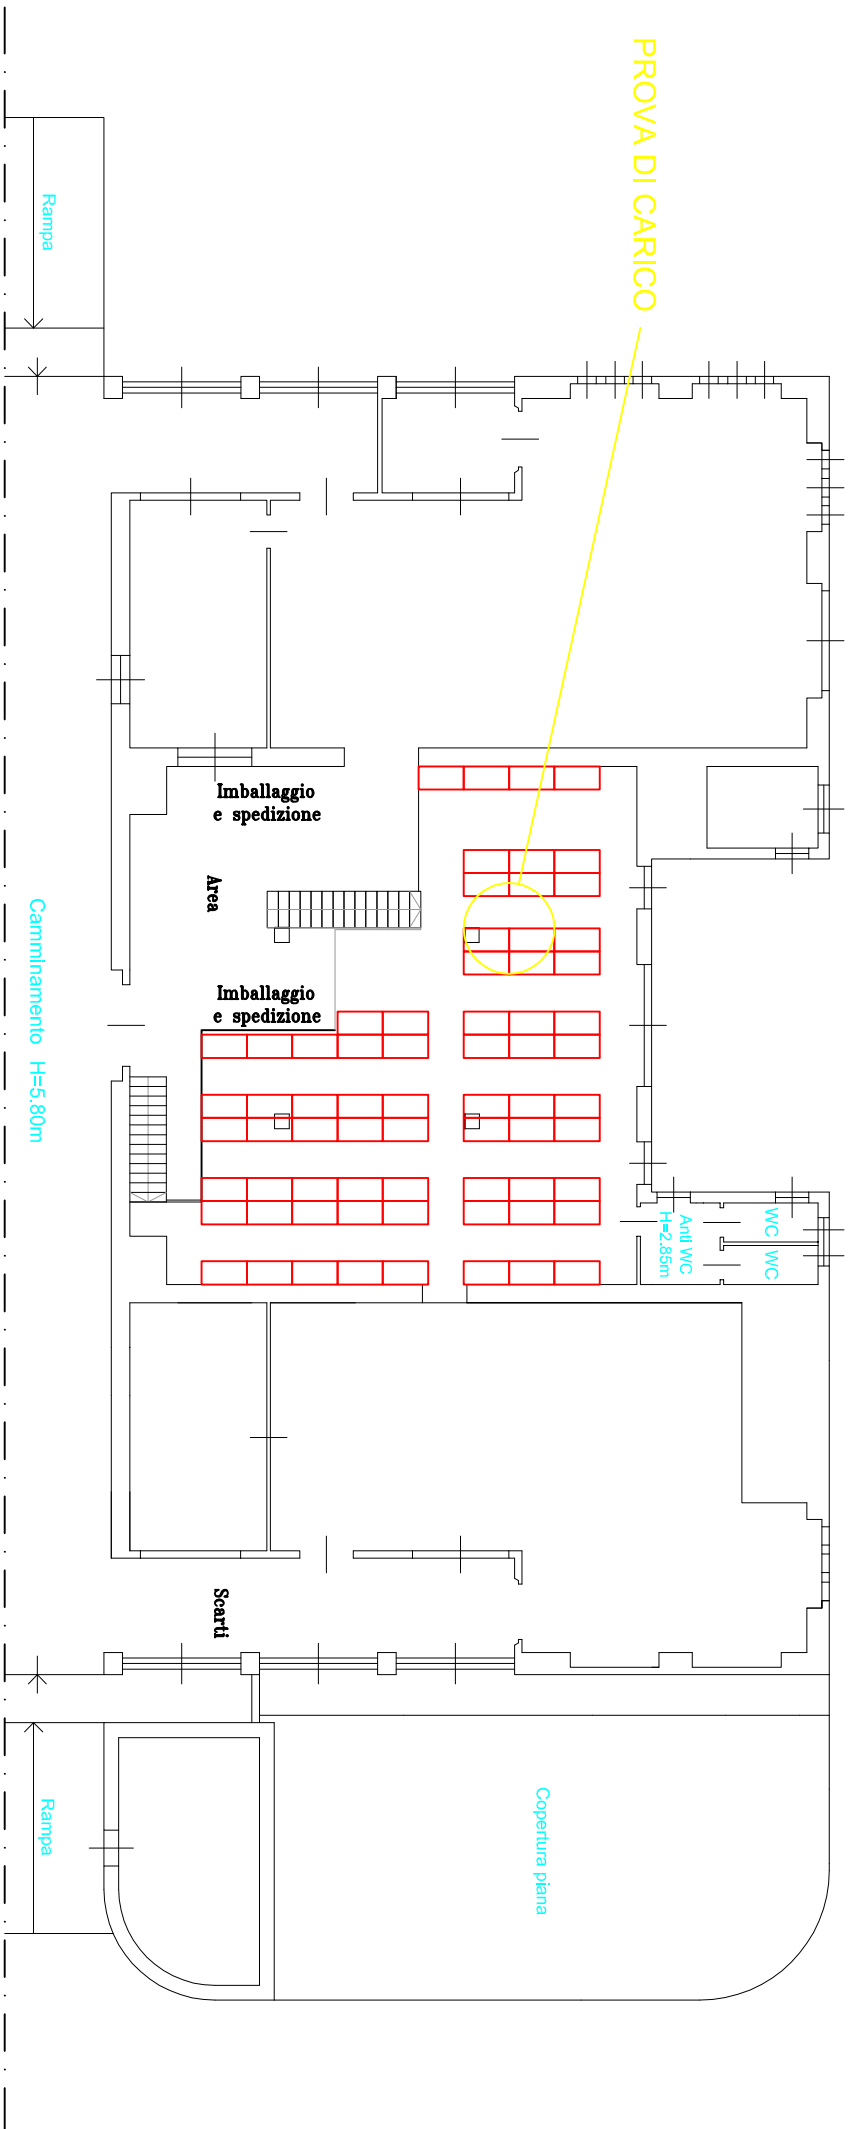 PROVA DI CARICO
Rampa
Imballaggio
e spedizione
Area
Imballaggio
e spedizione
Camminamento H=5.80m
Anti WC
H=2.85m
WC
WC
Scarti
Rampa
Copertura piana